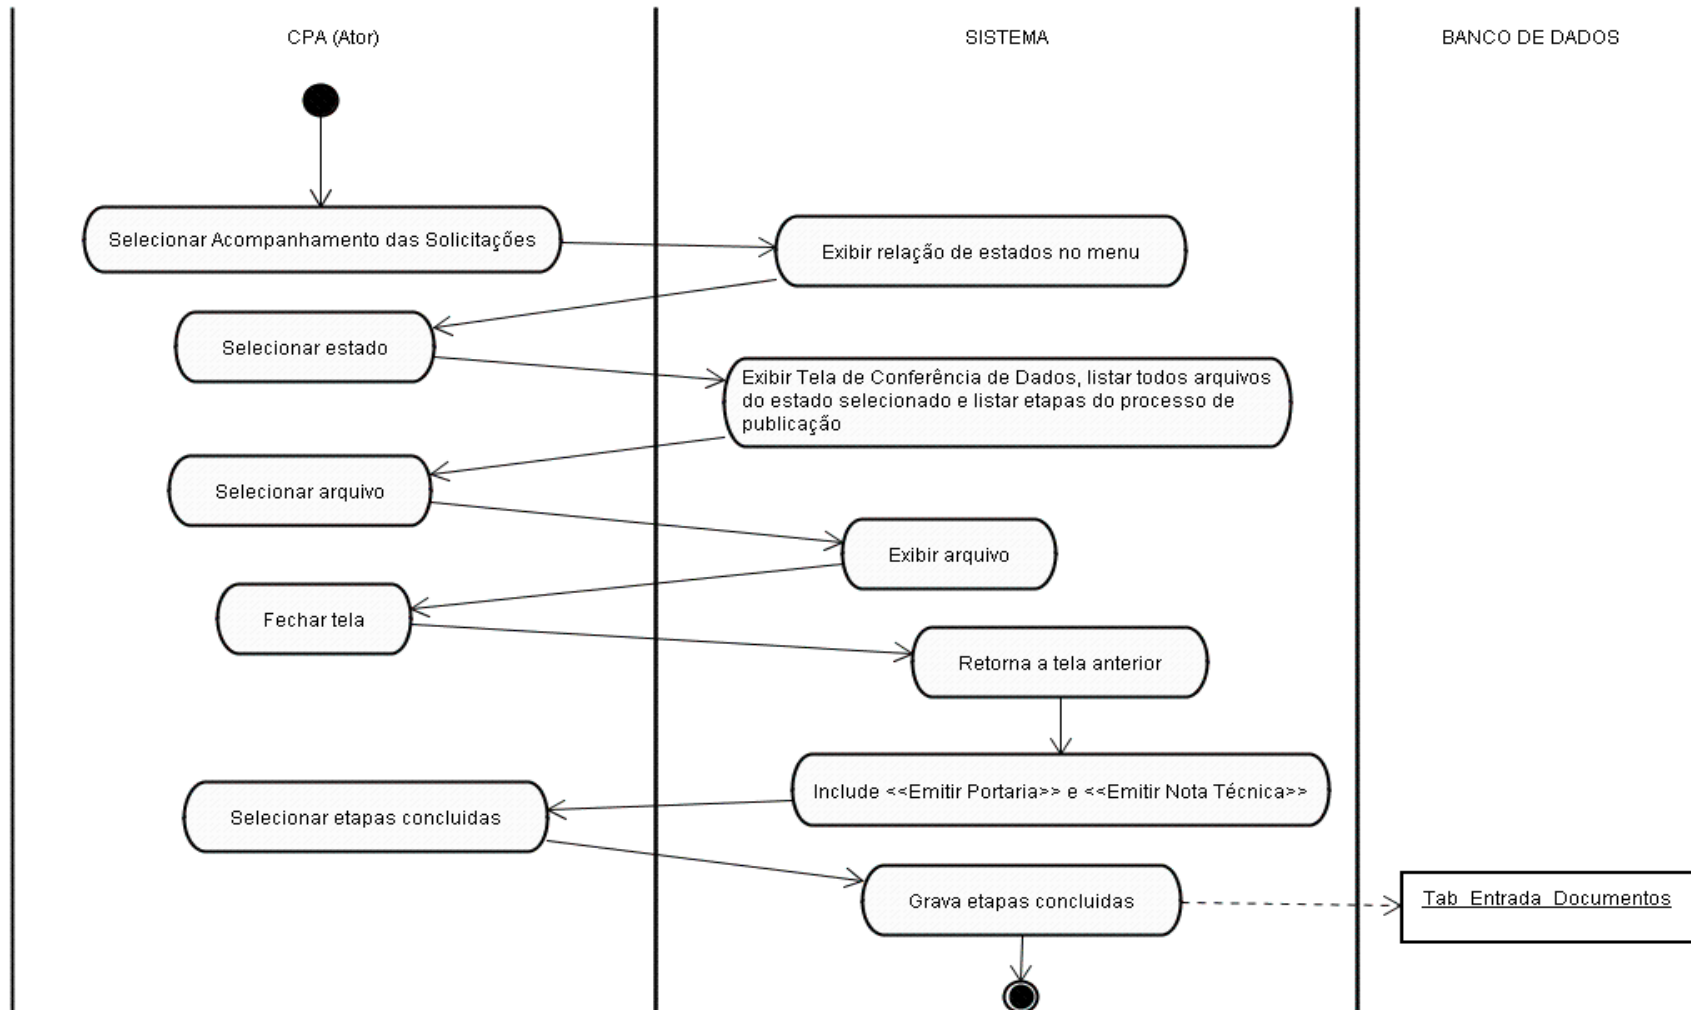 CPA (Ator)
SISTEMA
BANCO DE DADOS
Selecionar Acompanhamento das Solicitações
Exibir relação de estados no menu
Selecionar estado
Exibir Tela de Conferência de Dados, listar todos arquivos
do estado selecionado e listar etapas do processo de
publicação
Selecionar arquivo
Exibir arquivo
Fechar tela
Retorna a tela anterior
Include <<Emitir Portaria>> e <<Emitir Nota Técnica>>
Selecionar etapas concluidas
Grava etapas concluidas
Tab_Entrada_Documentos